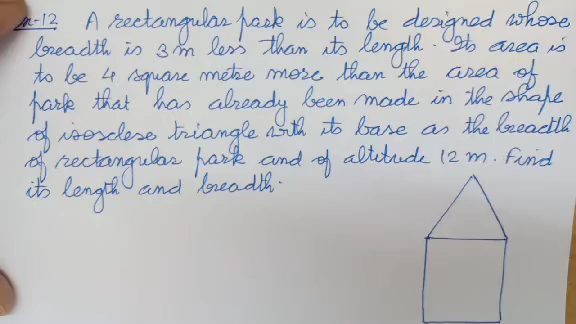 n-12 A rectangular park is to be designed whose
breadth is 3 m less than its length. Its area is
to be 4 square metre more than the area of
park that has already been made in the shape
of isosclese triangle with its base as the breadth
of rectangular park and of altitude 12 m. Find
its length and breadth.